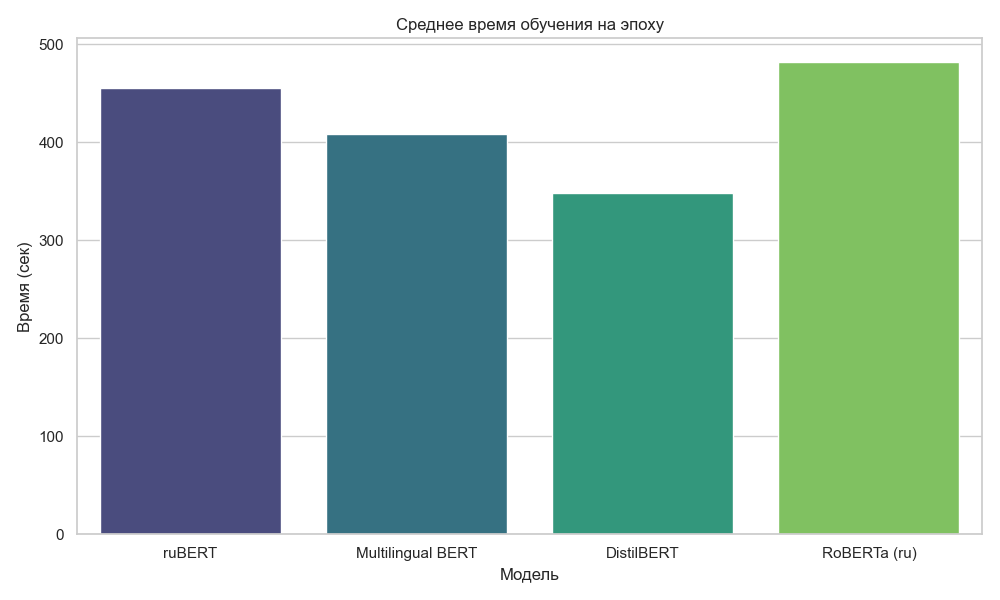 Среднее время обучения на эпоху
Время (сек)
500
400
300
200
100
0
ruBERT
Multilingual BERT
DistilBERT
RoBERTa (ru)
Модель